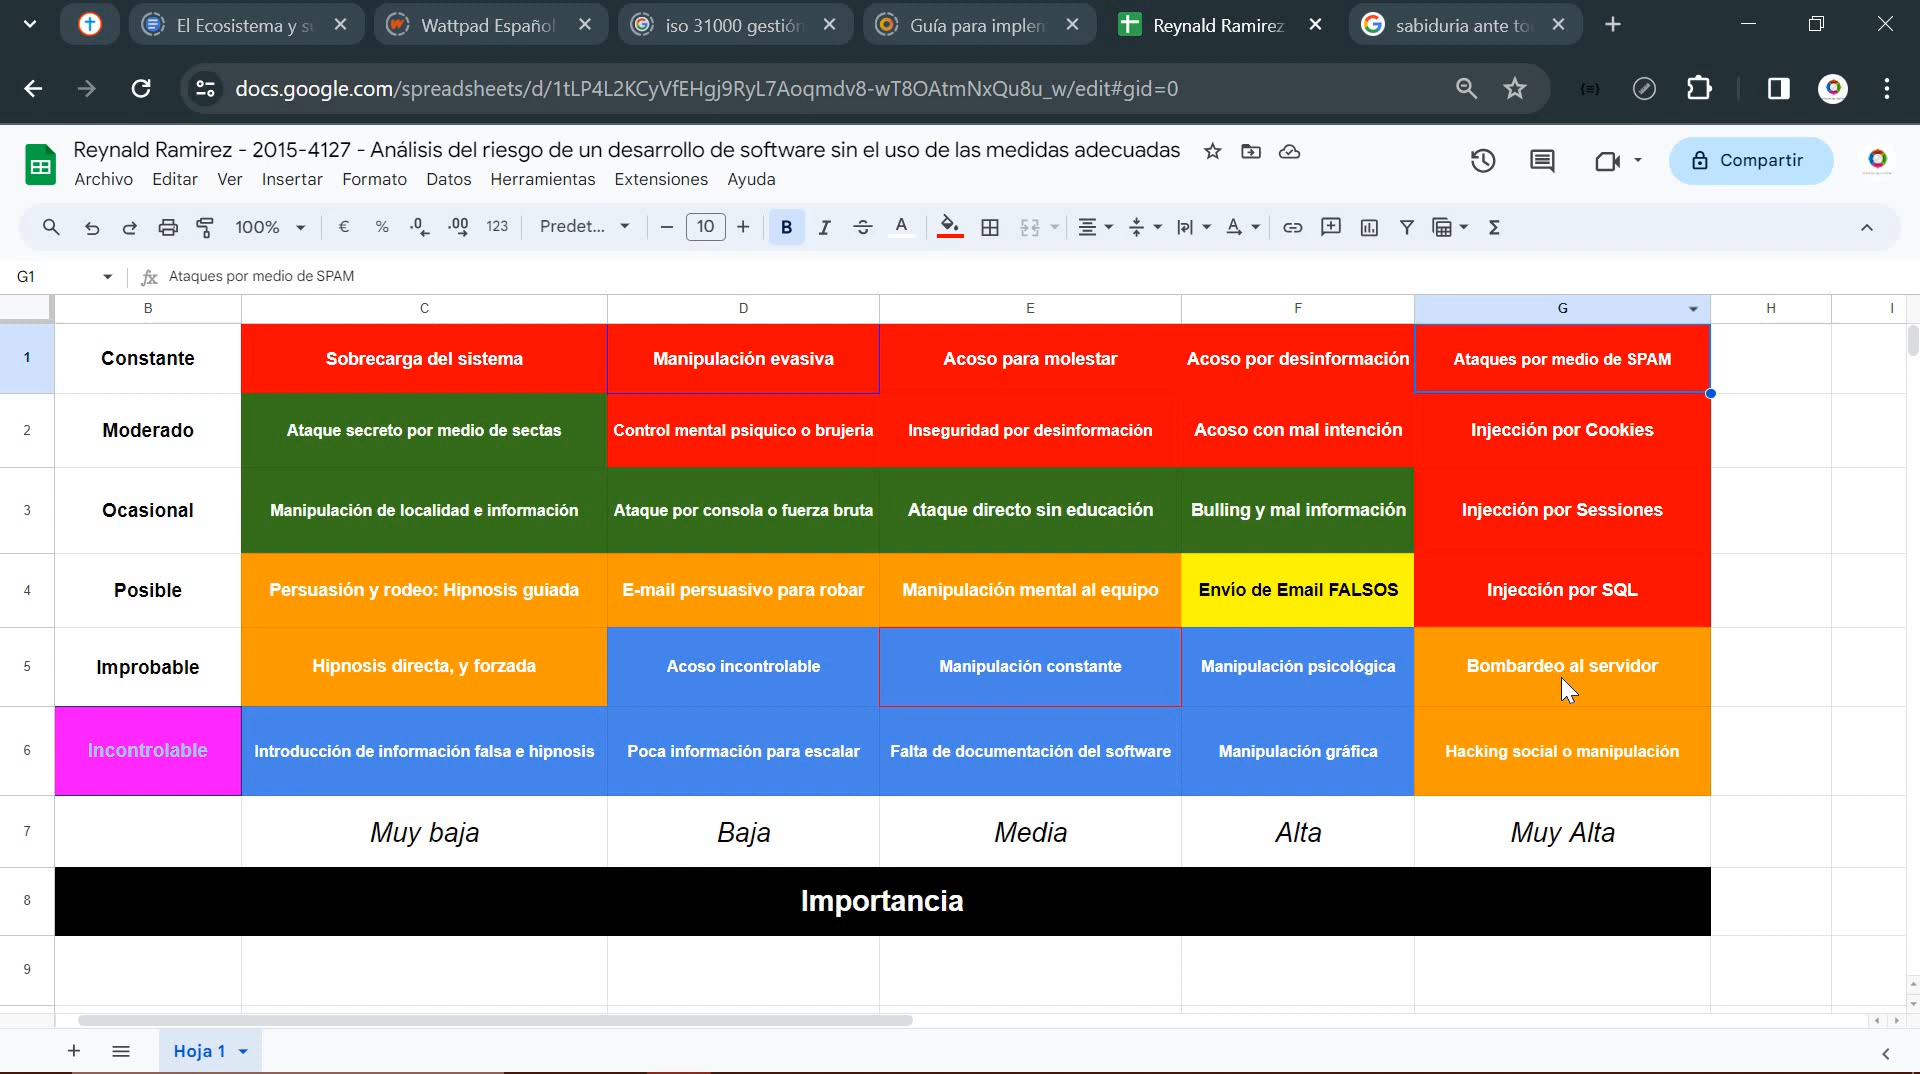 El Ecosistema y s
Wattpad Español
iso 31000 gestión
Guía para implem
Reynald Ramirez
sabiduria ante to
docs.google.com/spreadsheets/d/1tLP4L2KCyVfEHgj9RyL7Aoqmdv8-wT8OAtmNxQu8u_w/edit#gid=0
Reynald Ramirez - 2015-4127 - Análisis del riesgo de un desarrollo de software sin el uso de las medidas adecuadas
Compartir
Archivo Editar Ver Insertar Formato Datos Herramientas Extensiones Ayuda
100% € % .0 .00 123 Predet... 10 B I A A Σ
G1 fx Ataques por medio de SPAM
B C D E F G H I
1 Constante Sobrecarga del sistema Manipulación evasiva Acoso para molestar Acoso por desinformación Ataques por medio de SPAM
2 Moderado Ataque secreto por medio de sectas Control mental psiquico o brujeria Inseguridad por desinformación Acoso con mal intención Injección por Cookies
3 Ocasional Manipulación de localidad e información Ataque por consola o fuerza bruta Ataque directo sin educación Bulling y mal información Injección por Sessiones
4 Posible Persuasión y rodeo: Hipnosis guiada E-mail persuasivo para robar Manipulación mental al equipo Envío de Email FALSOS Injección por SQL
5 Improbable Hipnosis directa, y forzada Acoso incontrolable Manipulación constante Manipulación psicológica Bombardeo al servidor
6 Incontrolable Introducción de información falsa e hipnosis Poca información para escalar Falta de documentación del software Manipulación gráfica Hacking social o manipulación
7 Muy baja Baja Media Alta Muy Alta
8 Importancia
9
Hoja 1